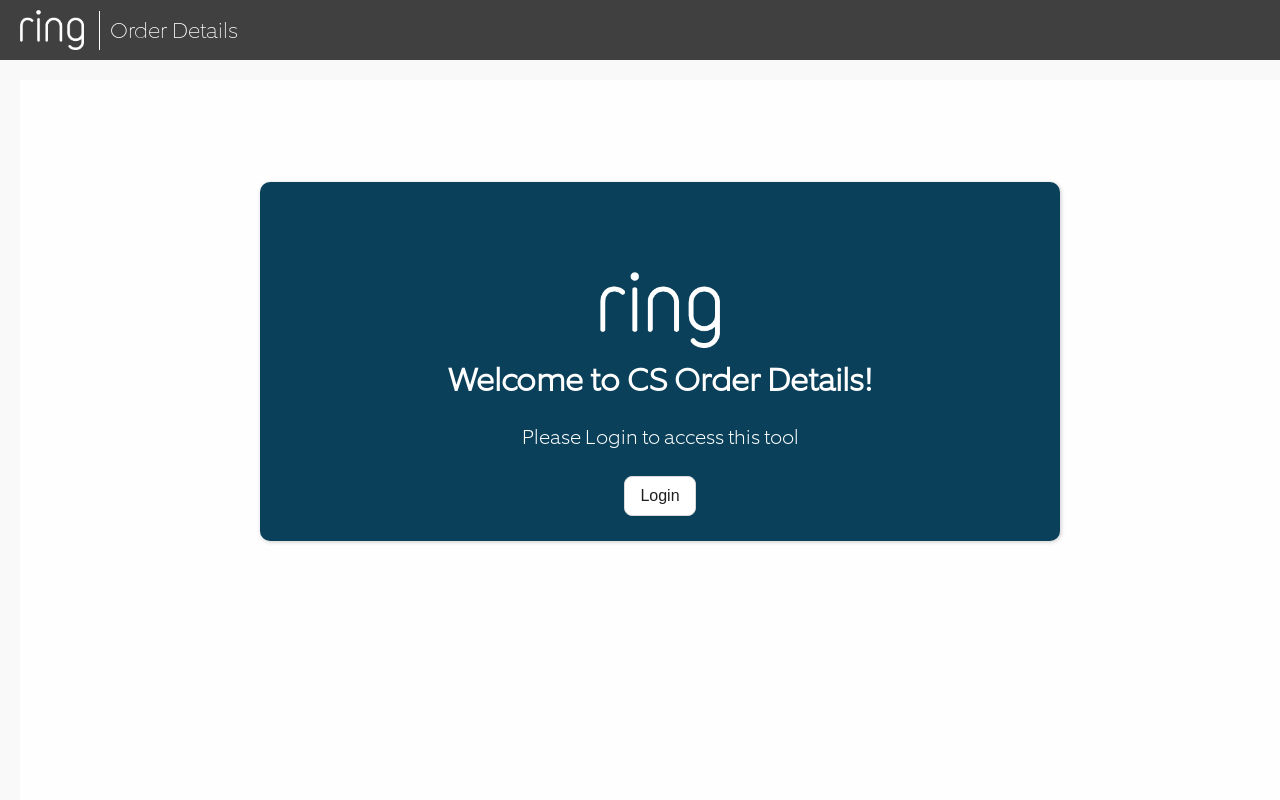 ring Order Details
ring
Welcome to CS Order Details!
Please Login to access this tool
Login